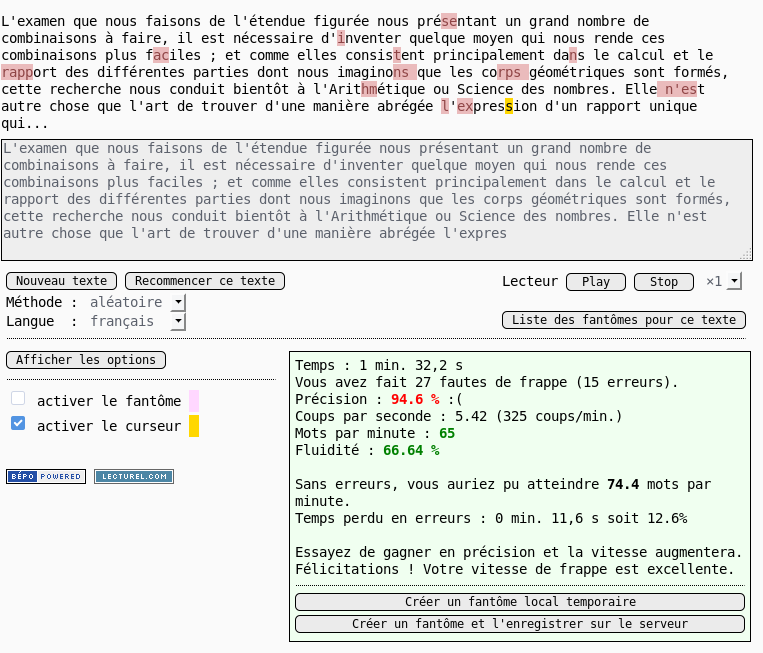 L'examen que nous faisons de l'étendue figurée nous présentant un grand nombre de
combinaisons à faire, il est nécessaire d'inventer quelque moyen qui nous rende ces
combinaisons plus faciles ; et comme elles consistent principalement dans le calcul et le
rapport des différentes parties dont nous imaginons que les corps géométriques sont formés,
cette recherche nous conduit bientôt à l'Arithmétique ou Science des nombres. Elle n'est
autre chose que l'art de trouver d'une manière abrégée l'expression d'un rapport unique
qui...
L'examen que nous faisons de l'étendue figurée nous présentant un grand nombre de
combinaisons à faire, il est nécessaire d'inventer quelque moyen qui nous rende ces
combinaisons plus faciles ; et comme elles consistent principalement dans le calcul et le
rapport des différentes parties dont nous imaginons que les corps géométriques sont formés,
cette recherche nous conduit bientôt à l'Arithmétique ou Science des nombres. Elle n'est
autre chose que l'art de trouver d'une manière abrégée l'expres
Nouveau texte Recommencer ce texte Lecteur Play Stop ×1
Méthode : aléatoire
Langue : français Liste des fantômes pour ce texte
Afficher les options
activer le fantôme
activer le curseur
BÉPO POWERED LECTUREL.COM
Temps : 1 min. 32,2 s
Vous avez fait 27 fautes de frappe (15 erreurs).
Précision : 94.6 % :(
Coups par seconde : 5.42 (325 coups/min.)
Mots par minute : 65
Fluidité : 66.64 %
Sans erreurs, vous auriez pu atteindre 74.4 mots par
minute.
Temps perdu en erreurs : 0 min. 11,6 s soit 12.6%
Essayez de gagner en précision et la vitesse augmentera.
Félicitations ! Votre vitesse de frappe est excellente.
Créer un fantôme local temporaire
Créer un fantôme et l'enregistrer sur le serveur